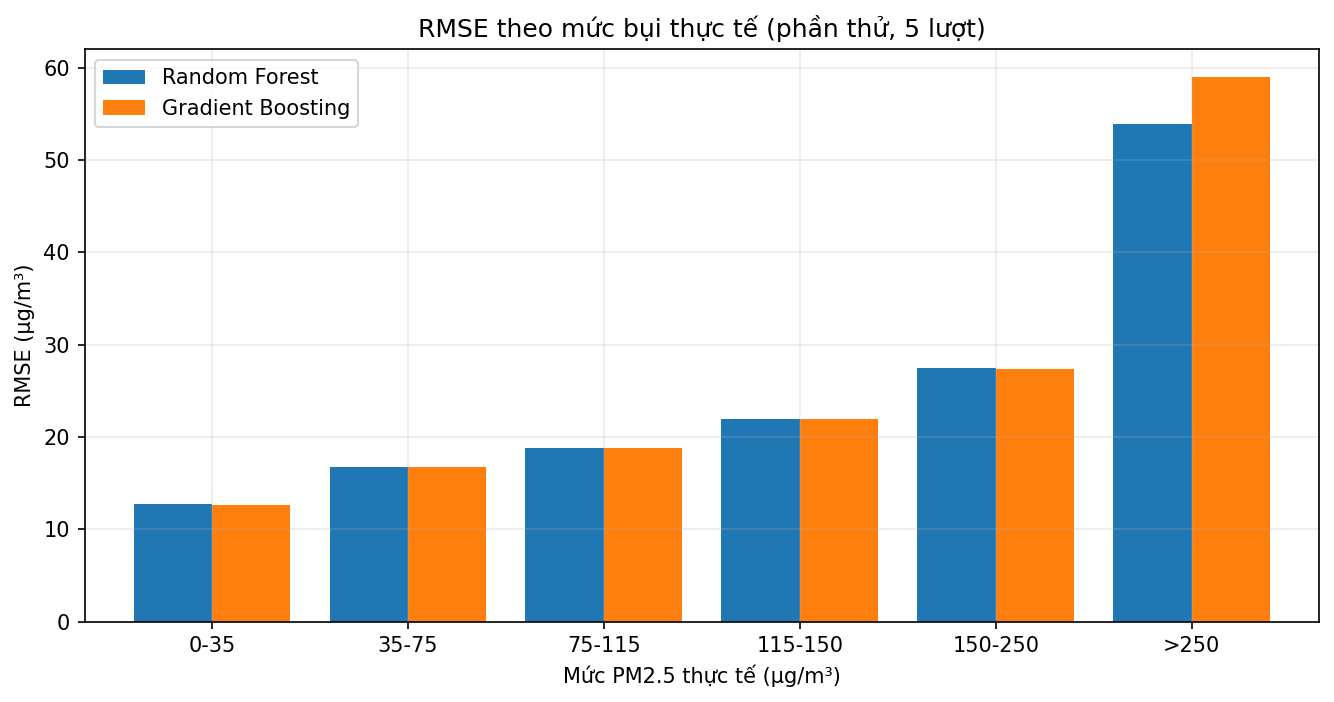 RMSE theo mức bụi thực tế (phần thử, 5 lượt)
Random Forest
Gradient Boosting
RMSE (µg/m³)
60
50
40
30
20
10
0
0-35 35-75 75-115 115-150 150-250 >250
Mức PM2.5 thực tế (µg/m³)